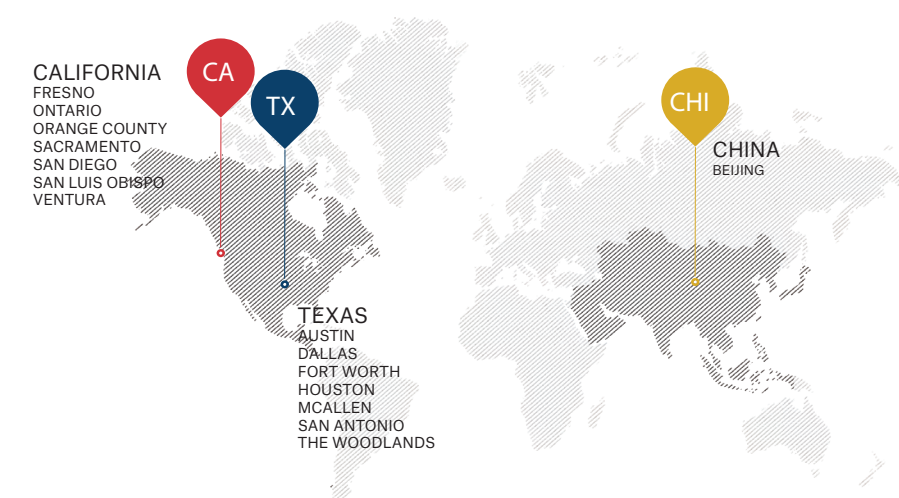 CA
CALIFORNIA
FRESNO
ONTARIO
ORANGE COUNTY
SACRAMENTO
SAN DIEGO
SAN LUIS OBISPO
VENTURA
TX
TEXAS
AUSTIN
DALLAS
FORT WORTH
HOUSTON
MCALLEN
SAN ANTONIO
THE WOODLANDS
CHI
CHINA
BEIJING